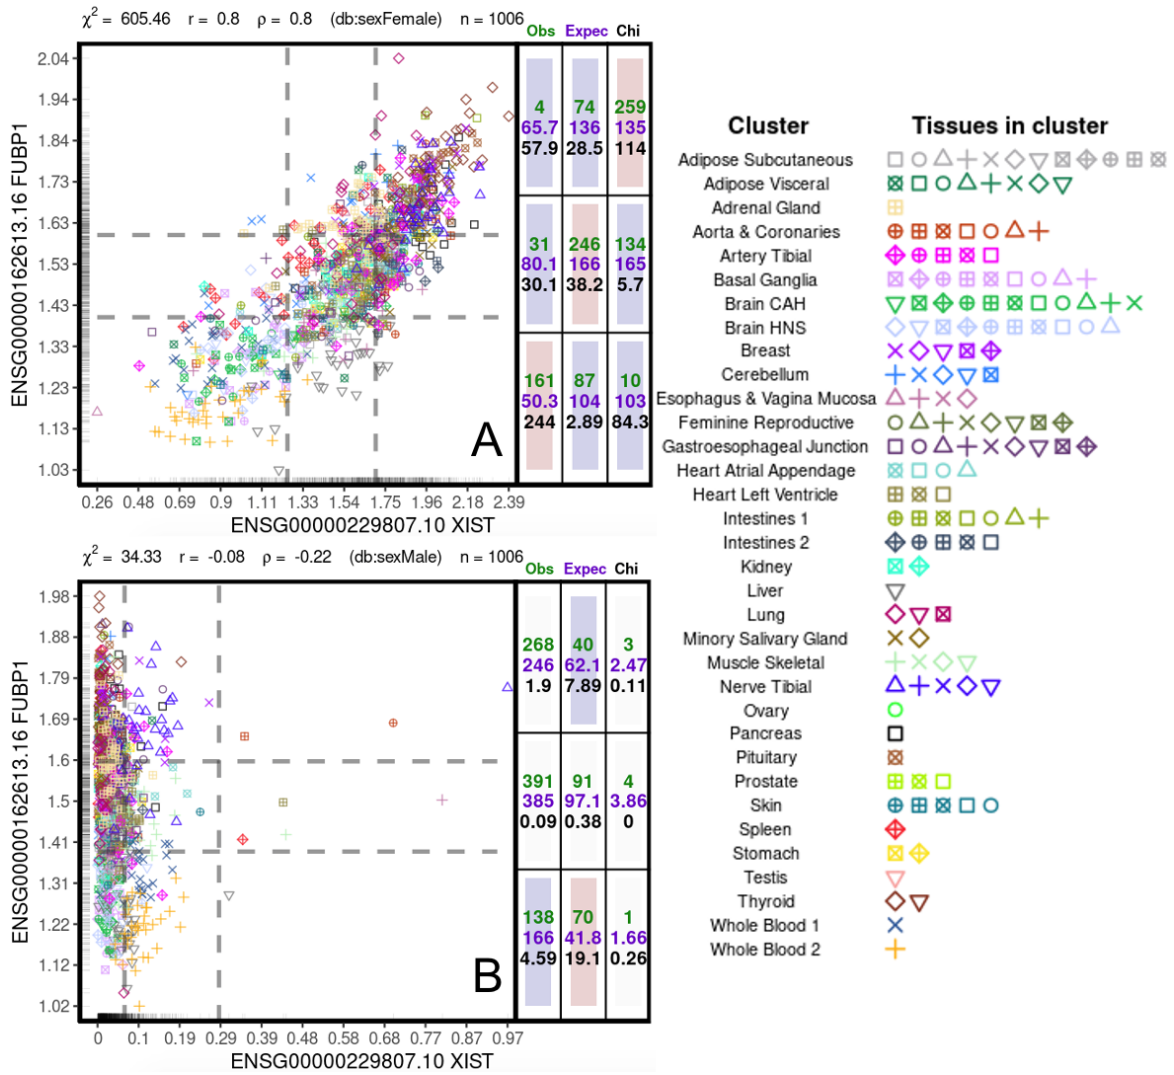 χ² = 605.46 r = 0.8 ρ = 0.8 (db:sexFemale) n = 1006
Obs Expec Chi
ENSG00000162613.16 FUBP1
2.04
1.94
1.84
1.73
1.63
1.53
1.43
1.33
1.23
1.13
1.03
4 74 259
65.7 136 135
57.9 28.5 114
31 246 134
80.1 166 165
30.1 38.2 5.7
161 87 10
50.3 104 103
244 2.89 84.3
A
0.26 0.48 0.69 0.9 1.11 1.33 1.54 1.75 1.96 2.18 2.39
ENSG00000229807.10 XIST
χ² = 34.33 r = -0.08 ρ = -0.22 (db:sexMale) n = 1006
Obs Expec Chi
ENSG00000162613.16 FUBP1
1.98
1.88
1.79
1.69
1.6
1.5
1.41
1.31
1.22
1.12
1.02
268 40 3
246 62.1 2.47
1.9 7.89 0.11
391 91 4
385 97.1 3.86
0.09 0.38 0
138 70 1
166 41.8 1.66
4.59 19.1 0.26
B
0 0.1 0.19 0.29 0.39 0.48 0.58 0.68 0.77 0.87 0.97
ENSG00000229807.10 XIST
Cluster Tissues in cluster
Adipose Subcutaneous
Adipose Visceral
Adrenal Gland
Aorta & Coronaries
Artery Tibial
Basal Ganglia
Brain CAH
Brain HNS
Breast
Cerebellum
Esophagus & Vagina Mucosa
Feminine Reproductive
Gastroesophageal Junction
Heart Atrial Appendage
Heart Left Ventricle
Intestines 1
Intestines 2
Kidney
Liver
Lung
Minory Salivary Gland
Muscle Skeletal
Nerve Tibial
Ovary
Pancreas
Pituitary
Prostate
Skin
Spleen
Stomach
Testis
Thyroid
Whole Blood 1
Whole Blood 2